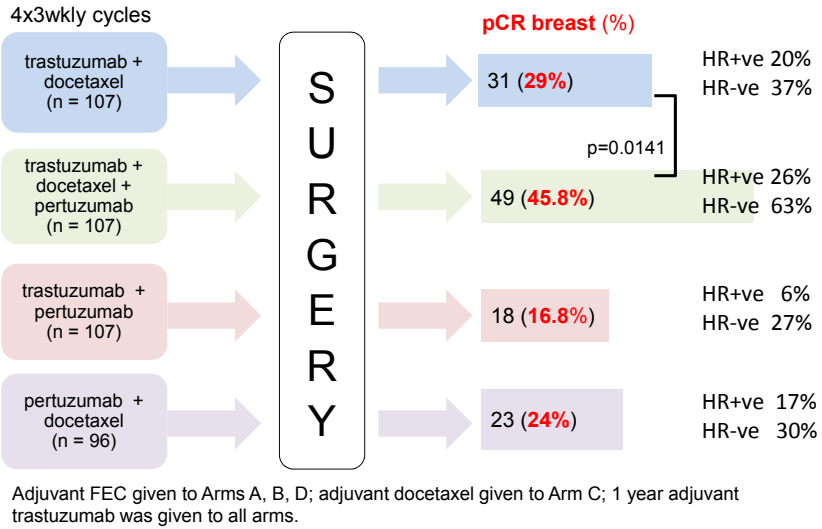 4x3wkly cycles
pCR breast (%)
trastuzumab +
docetaxel
(n = 107)
31 (29%)
HR+ve 20%
HR-ve 37%
p=0.0141
trastuzumab +
docetaxel +
pertuzumab
(n = 107)
49 (45.8%)
HR+ve 26%
HR-ve 63%
trastuzumab +
pertuzumab
(n = 107)
18 (16.8%)
HR+ve 6%
HR-ve 27%
pertuzumab +
docetaxel
(n = 96)
23 (24%)
HR+ve 17%
HR-ve 30%
S
U
R
G
E
R
Y
Adjuvant FEC given to Arms A, B, D; adjuvant docetaxel given to Arm C; 1 year adjuvant
trastuzumab was given to all arms.